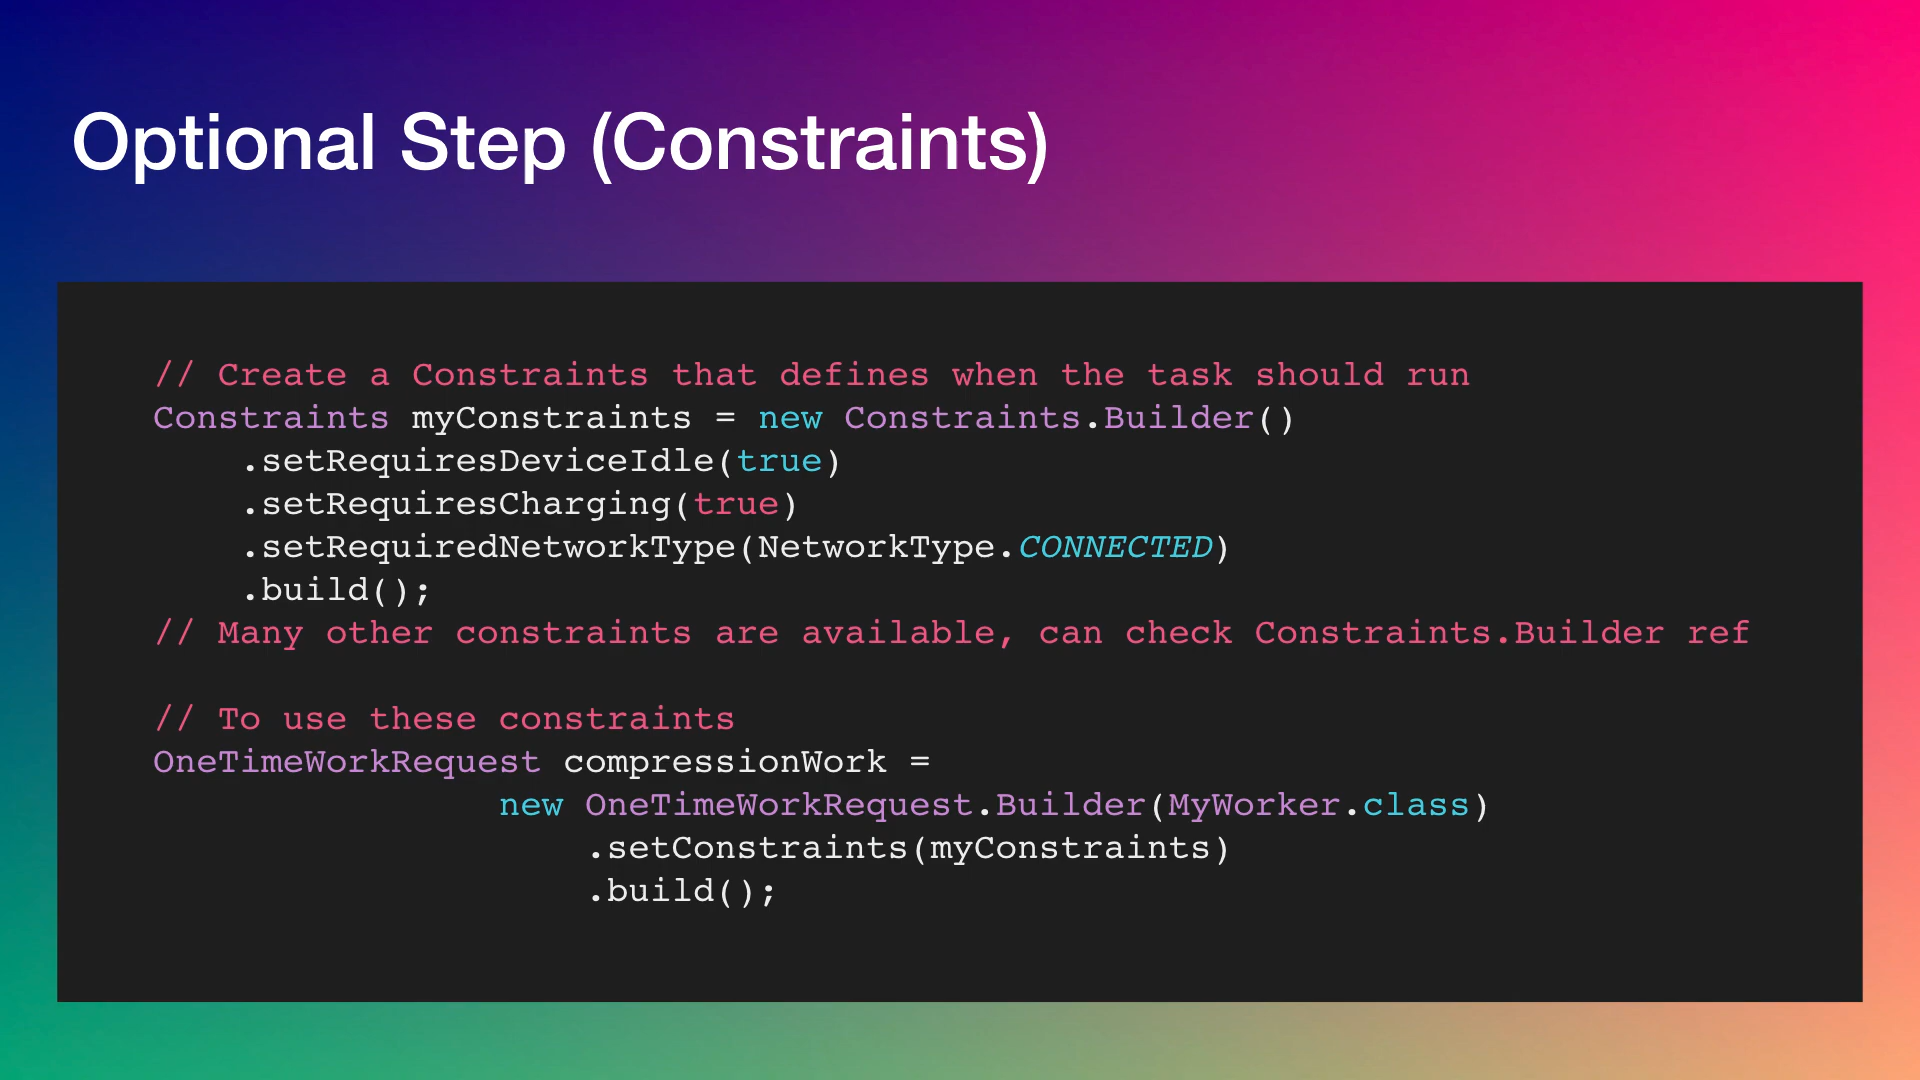 Optional Step (Constraints)
// Create a Constraints that defines when the task should run
Constraints myConstraints = new Constraints.Builder()
.setRequiresDeviceIdle(true)
.setRequiresCharging(true)
.setRequiredNetworkType(NetworkType.CONNECTED)
.build();
// Many other constraints are available, can check Constraints.Builder ref
// To use these constraints
OneTimeWorkRequest compressionWork =
new OneTimeWorkRequest.Builder(MyWorker.class)
.setConstraints(myConstraints)
.build();